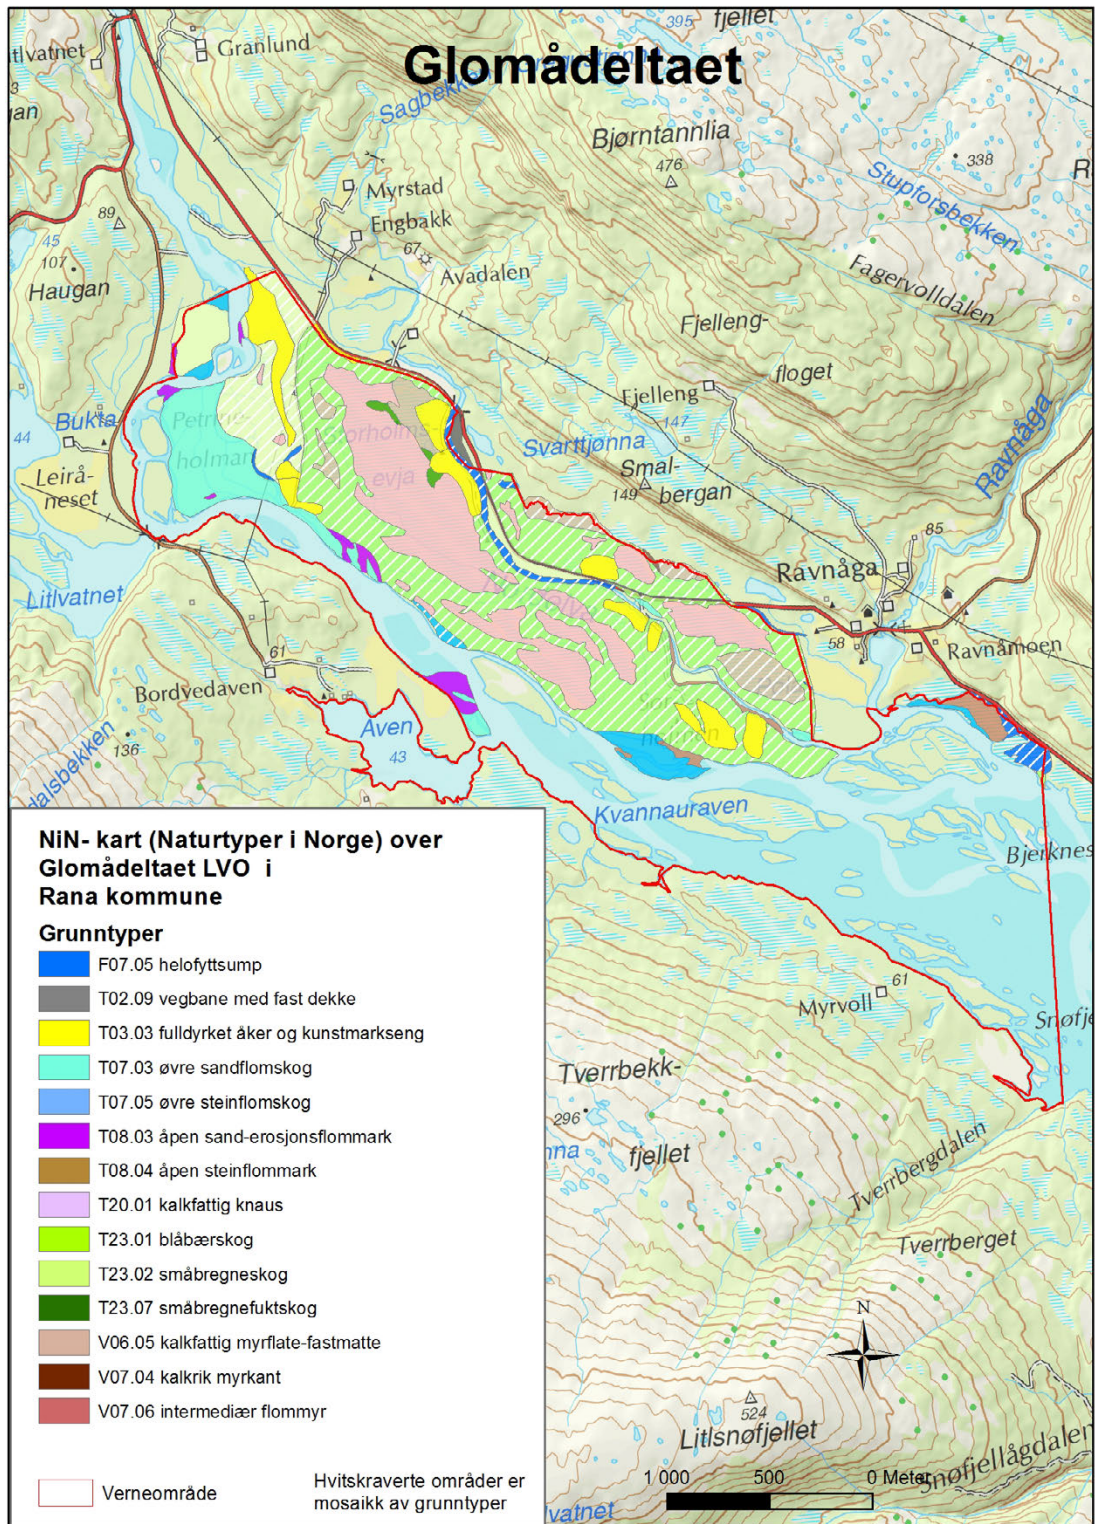 Glomådeltaet
395
fjellet
Granlund
Bjørntannlia
476
338
Stupforsbekken
Myrstad
Engbakk
67
Avadalen
89
45
107
Haugan
Fagervolldalen
Fjelleng-
floget
Fjelleng
147
Svarttjønna
Smal-
bergan
149
Ravnåga
Bukta
44
Leirå-
neset
holman
evja
85
Ravnåga
58
Ravnåmoen
Litlvatnet
61
Bordvedaven
Aven
43
136
Kvannauraven
Bjerknes
61
Myrvoll
Snøfje
Tverrbekk-
296
fjellet
Tverrbergdalen
Tverrberget
N
524
Litlsnøfjellet
Snøfjellågdalen
lvatnet
NiN- kart (Naturtyper i Norge) over
Glomådeltaet LVO i
Rana kommune
Grunntyper
F07.05 helofyttsump
T02.09 vegbane med fast dekke
T03.03 fulldyrket åker og kunstmarkseng
T07.03 øvre sandflomskog
T07.05 øvre steinflomskog
T08.03 åpen sand-erosjonsflommark
T08.04 åpen steinflommark
T20.01 kalkfattig knaus
T23.01 blåbærskog
T23.02 småbregneskog
T23.07 småbregnefuktskog
V06.05 kalkfattig myrflate-fastmatte
V07.04 kalkrik myrkant
V07.06 intermediær flommyr
Verneområde
Hvitskraverte områder er
mosaikk av grunntyper
1 000 500 0 Meter